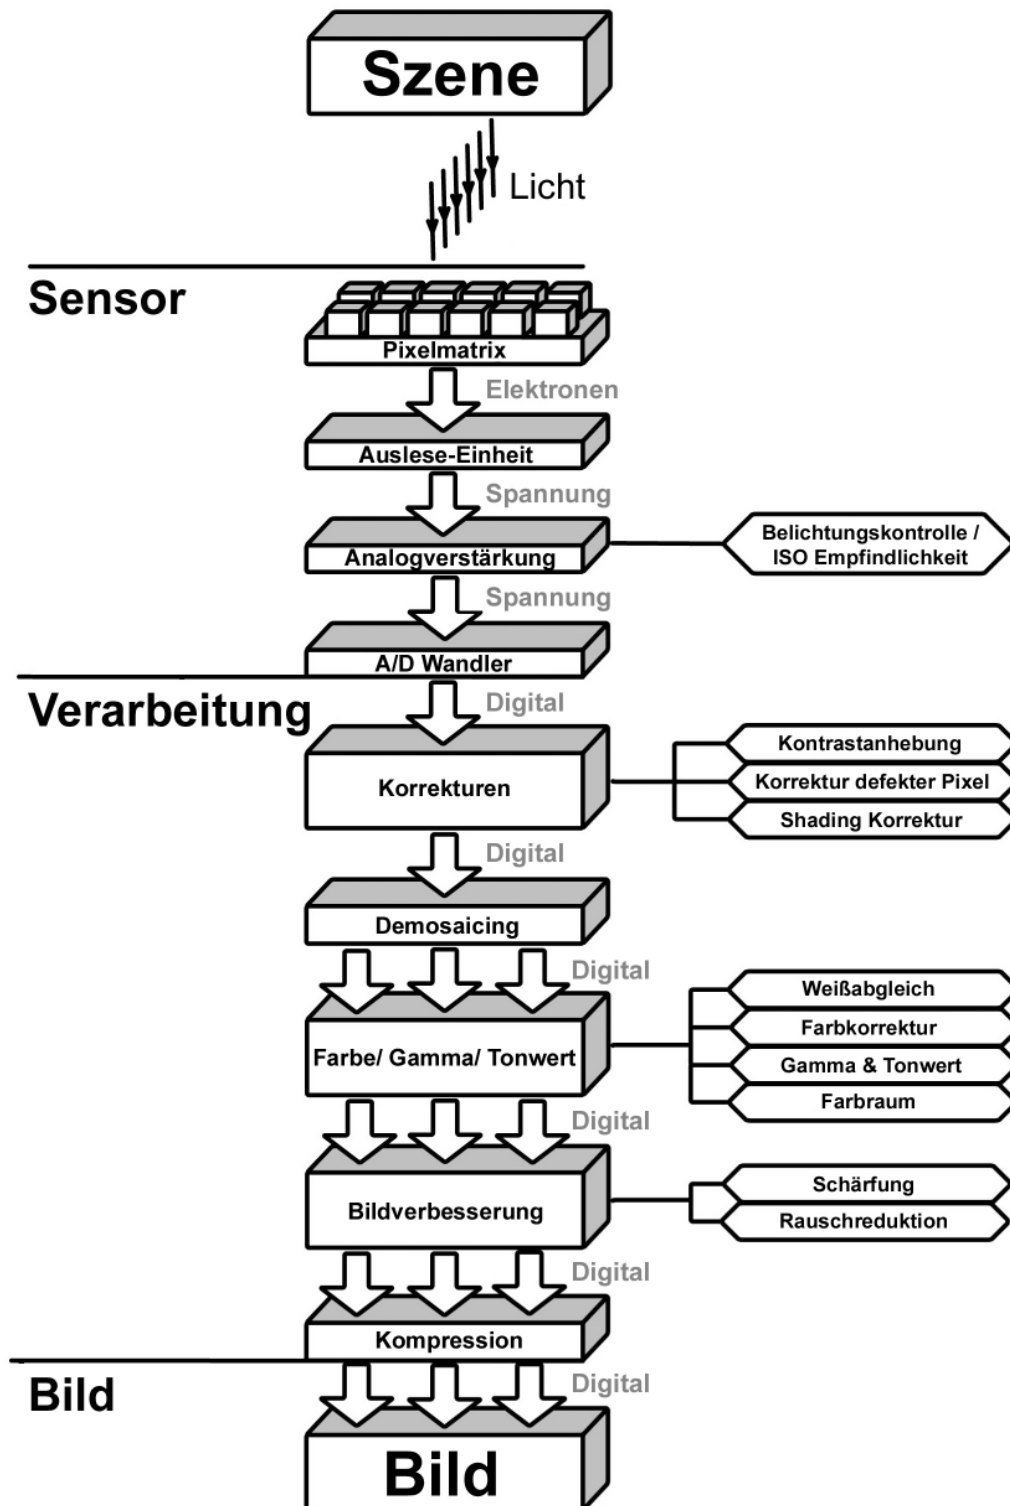 Szene
Licht
Sensor
Pixelmatrix
Elektronen
Auslese-Einheit
Spannung
Analogverstärkung
Belichtungskontrolle /
ISO Empfindlichkeit
Spannung
A/D Wandler
Verarbeitung
Digital
Korrekturen
Kontrastanhebung
Korrektur defekter Pixel
Shading Korrektur
Digital
Demosaicing
Digital
Farbe/ Gamma/ Tonwert
Weißabgleich
Farbkorrektur
Gamma & Tonwert
Farbraum
Digital
Bildverbesserung
Schärfung
Rauschreduktion
Digital
Kompression
Bild
Digital
Bild